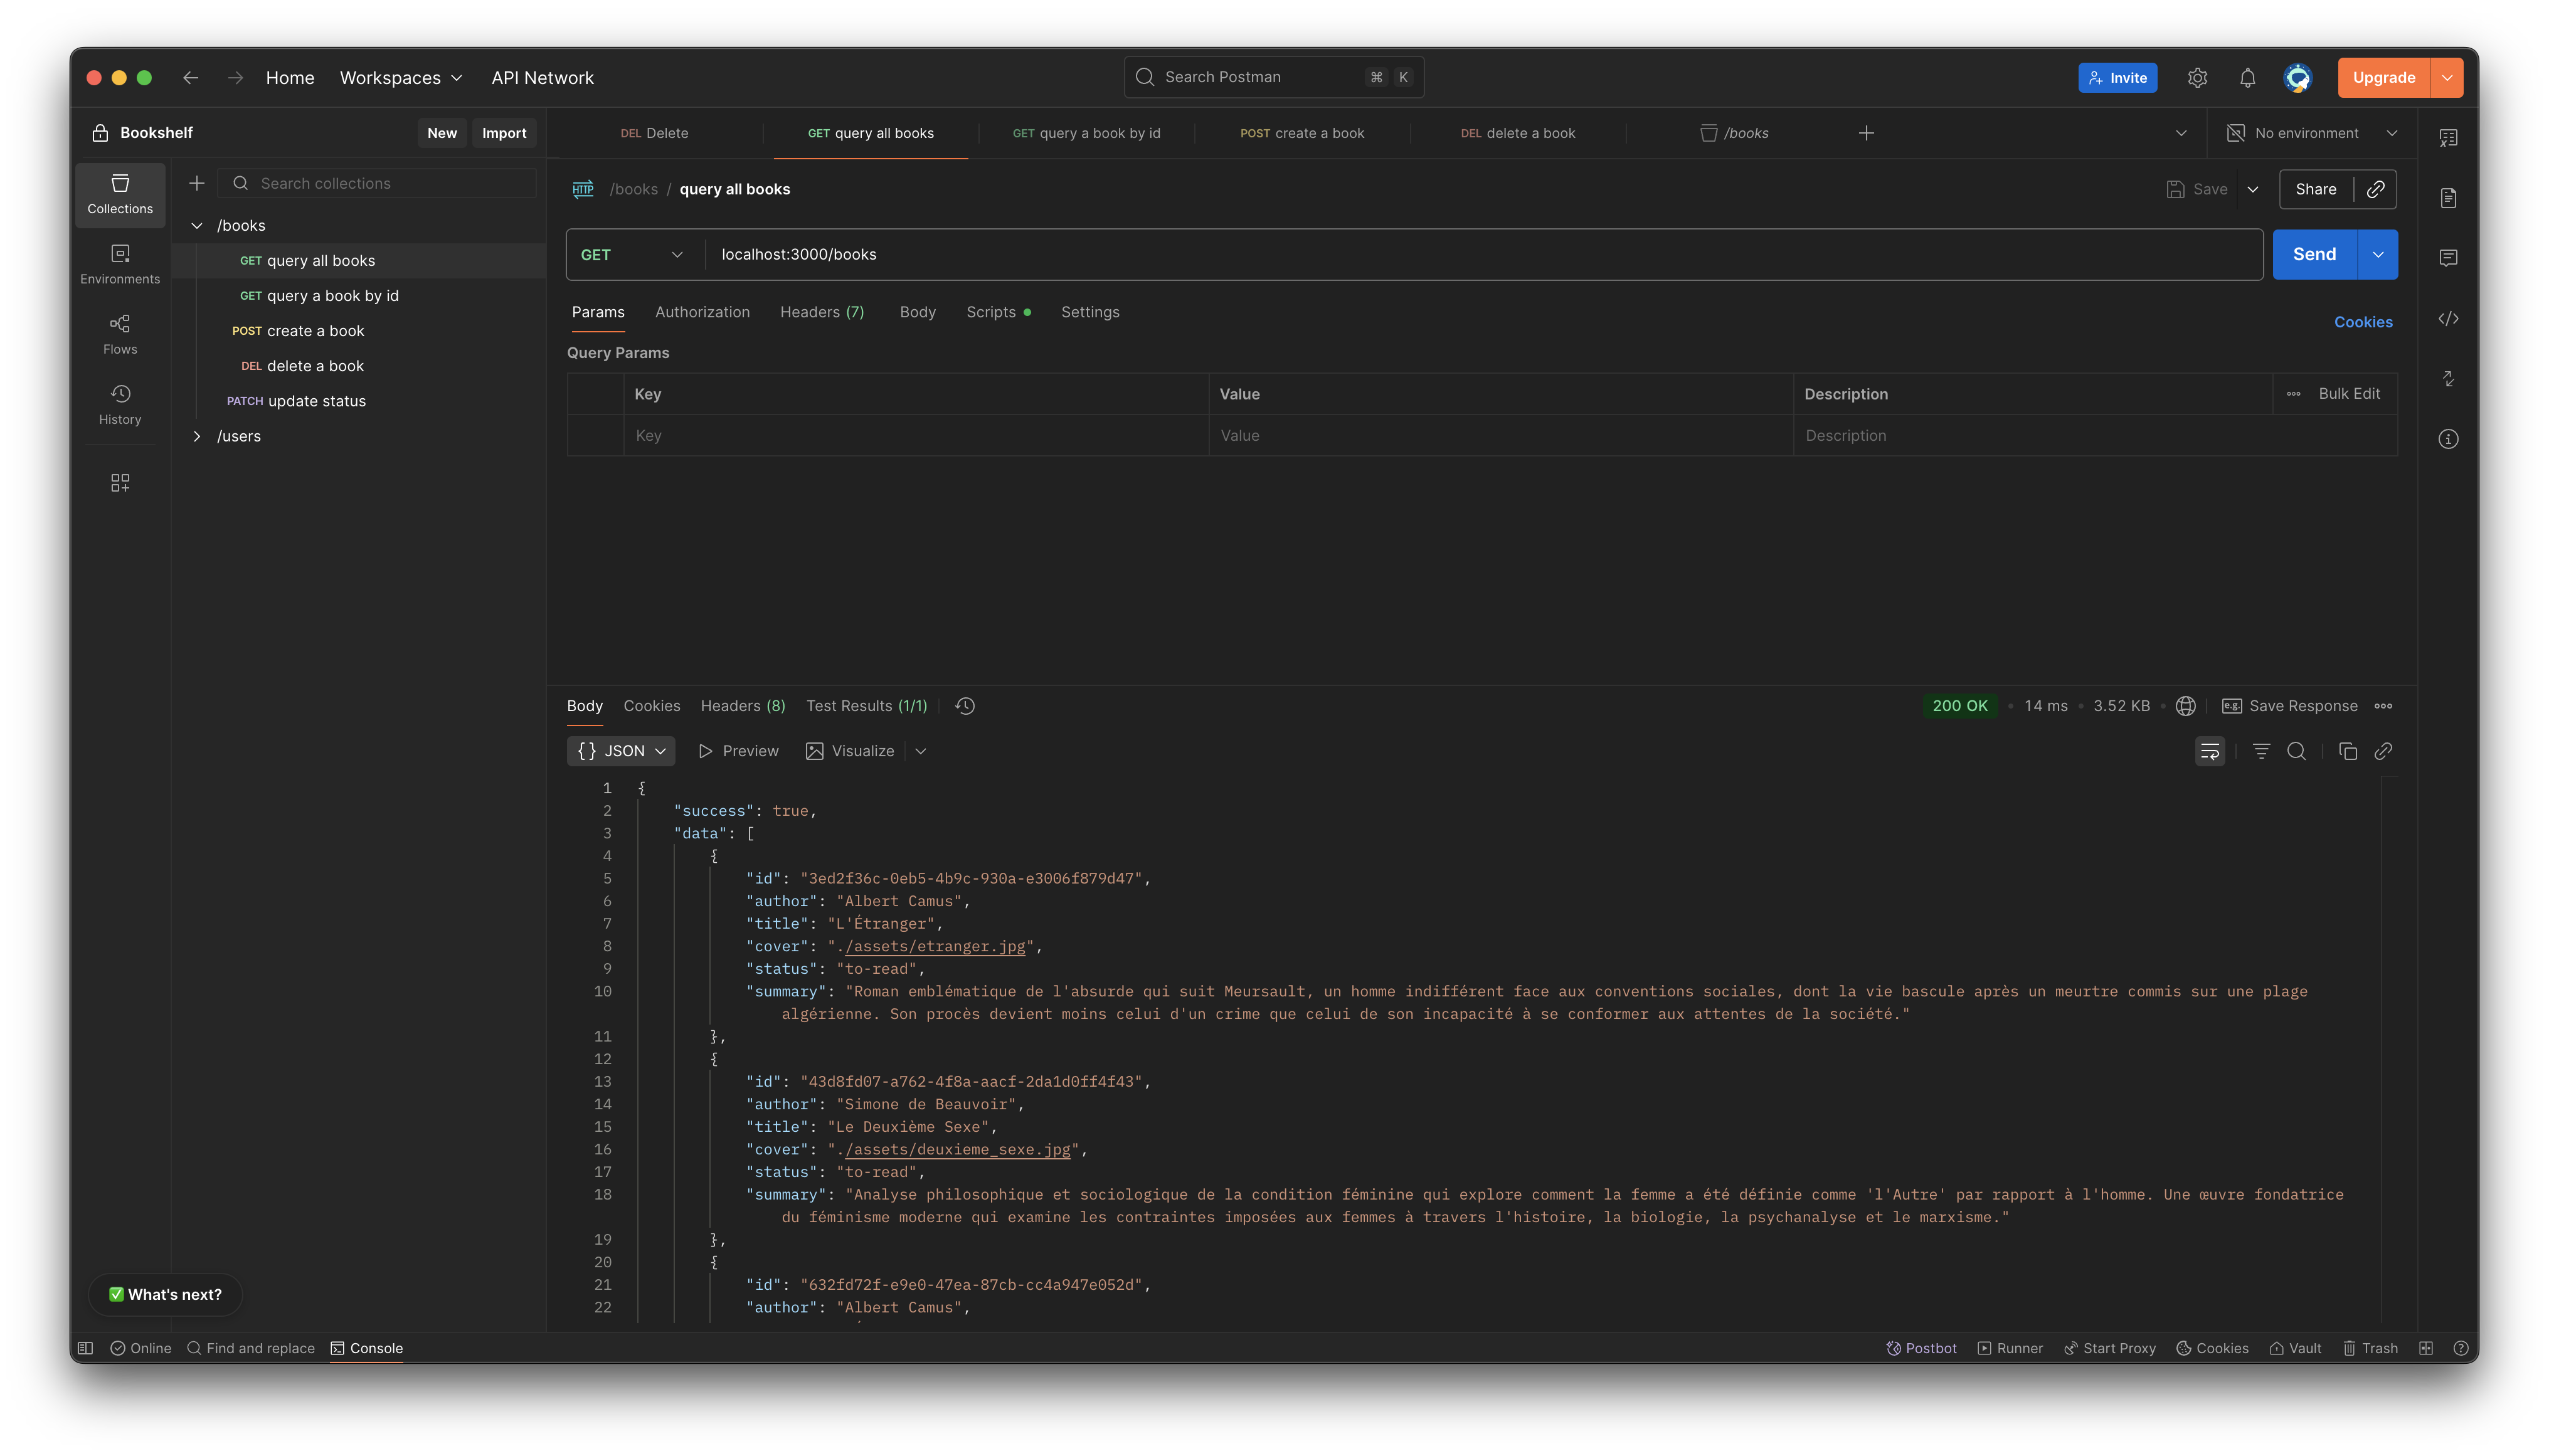 Home Workspaces API Network
Search Postman ⌘ K
Invite
Upgrade
Bookshelf New Import
DEL Delete
GET query all books
GET query a book by id
POST create a book
DEL delete a book
/books
No environment
Collections
Environments
Flows
History
Search collections
/books
GET query all books
GET query a book by id
POST create a book
DEL delete a book
PATCH update status
/users
HTTP /books / query all books
Save Share
GET localhost:3000/books Send
Params Authorization Headers (7) Body Scripts Settings
Cookies
Query Params
Key Value Description Bulk Edit
Key Value Description
Body Cookies Headers (8) Test Results (1/1)
200 OK 14 ms 3.52 KB e.g. Save Response
{} JSON Preview Visualize
1 {
2 "success": true,
3 "data": [
4 {
5 "id": "3ed2f36c-0eb5-4b9c-930a-e3006f879d47",
6 "author": "Albert Camus",
7 "title": "L'Étranger",
8 "cover": "./assets/etranger.jpg",
9 "status": "to-read",
10 "summary": "Roman emblématique de l'absurde qui suit Meursault, un homme indifférent face aux conventions sociales, dont la vie bascule après un meurtre commis sur une plage
algérienne. Son procès devient moins celui d'un crime que celui de son incapacité à se conformer aux attentes de la société."
11 },
12 {
13 "id": "43d8fd07-a762-4f8a-aacf-2da1d0ff4f43",
14 "author": "Simone de Beauvoir",
15 "title": "Le Deuxième Sexe",
16 "cover": "./assets/deuxieme_sexe.jpg",
17 "status": "to-read",
18 "summary": "Analyse philosophique et sociologique de la condition féminine qui explore comment la femme a été définie comme 'l'Autre' par rapport à l'homme. Une œuvre fondatrice
du féminisme moderne qui examine les contraintes imposées aux femmes à travers l'histoire, la biologie, la psychanalyse et le marxisme."
19 },
20 {
21 "id": "632fd72f-e9e0-47ea-87cb-cc4a947e052d",
22 "author": "Albert Camus",
✅ What's next?
Online Find and replace Console
Postbot Runner Start Proxy Cookies Vault Trash